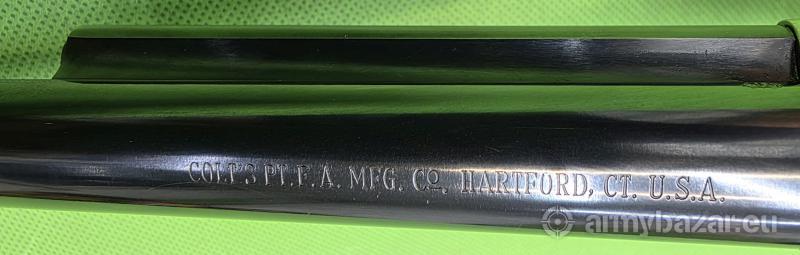 COLT'S PT. F. A. MFG. Co. HARTFORD, CT. U.S.A.
armybazar.eu